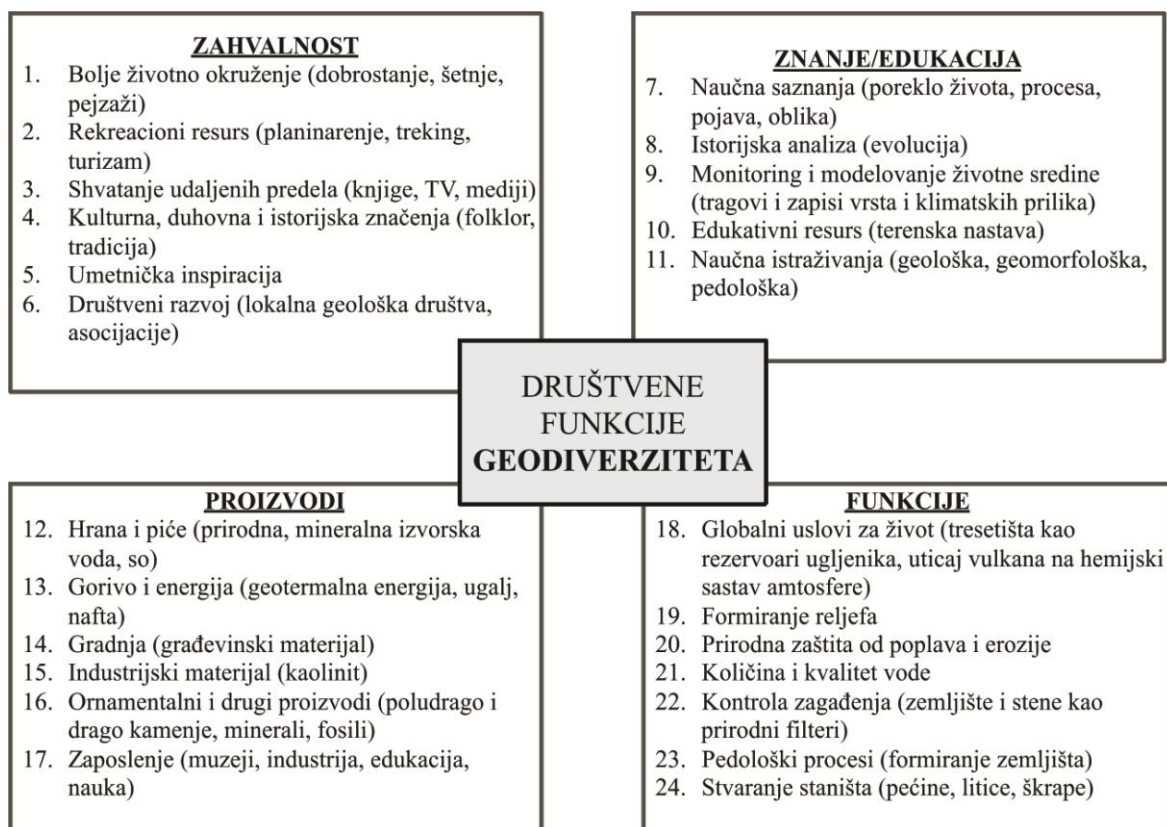 ZAHVALNOST
1. Bolje životno okruženje (dobrostanje, šetnje,
pejzaži)
2. Rekreacioni resurs (planinarenje, treking,
turizam)
3. Shvatanje udaljenih predela (knjige, TV, mediji)
4. Kulturna, duhovna i istorijska značenja (folklor,
tradicija)
5. Umetnička inspiracija
6. Društveni razvoj (lokalna geološka društva,
asocijacije)
ZNANJE/EDUKACIJA
7. Naučna saznanja (poreklo života, procesa,
pojava, oblika)
8. Istorijska analiza (evolucija)
9. Monitoring i modelovanje životne sredine
(tragovi i zapisi vrsta i klimatskih prilika)
10. Edukativni resurs (terenska nastava)
11. Naučna istraživanja (geološka, geomorfološka,
pedološka)
DRUŠTVENE
FUNKCIJE
GEODIVERZITETA
PROIZVODI
12. Hrana i piće (prirodna, mineralna izvorska
voda, so)
13. Gorivo i energija (geotermalna energija, ugalj,
nafta)
14. Gradnja (građevinski materijal)
15. Industrijski materijal (kaolinit)
16. Ornamentalni i drugi proizvodi (poludrago i
drago kamenje, minerali, fosili)
17. Zaposlenje (muzeji, industrija, edukacija,
nauka)
FUNKCIJE
18. Globalni uslovi za život (tresetišta kao
rezervoari ugljenika, uticaj vulkana na hemijski
sastav amtosfere)
19. Formiranje reljefa
20. Prirodna zaštita od poplava i erozije
21. Količina i kvalitet vode
22. Kontrola zagađenja (zemljište i stene kao
prirodni filteri)
23. Pedološki procesi (formiranje zemljišta)
24. Stvaranje staništa (pećine, litice, škrape)